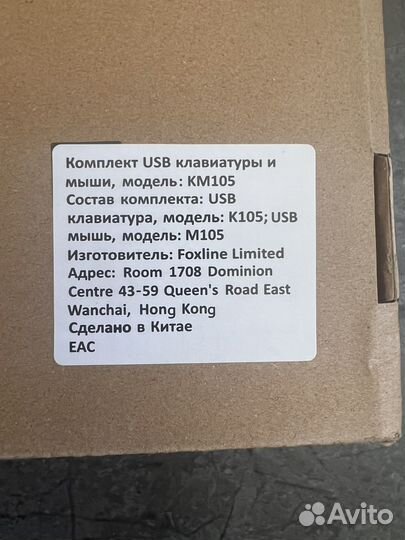 Комплект USB клавиатуры и
мыши, модель: KM105
Состав комплекта: USB
клавиатура, модель: K105; USB
мышь, модель: M105
Изготовитель: Foxline Limited
Адрес: Room 1708 Dominion
Centre 43-59 Queen's Road East
Wanchai, Hong Kong
Сделано в Китае
ЕАС
Avito